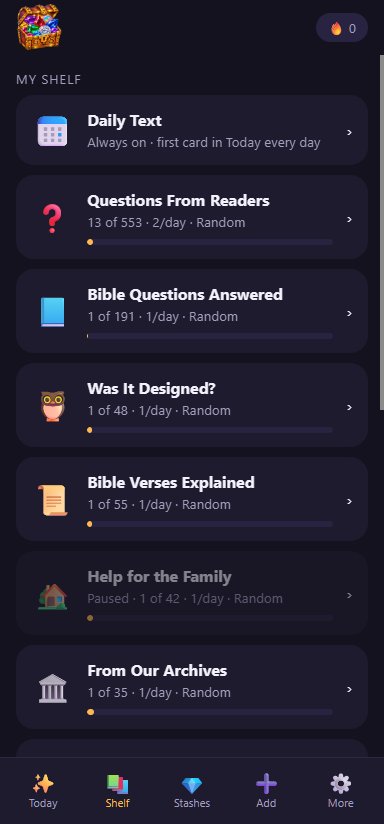 0
MY SHELF
Daily Text
Always on · first card in Today every day
Questions From Readers
13 of 553 · 2/day · Random
Bible Questions Answered
1 of 191 · 1/day · Random
Was It Designed?
1 of 48 · 1/day · Random
Bible Verses Explained
1 of 55 · 1/day · Random
Help for the Family
Paused · 1 of 42 · 1/day · Random
From Our Archives
1 of 35 · 1/day · Random
Today Shelf Stashes Add More